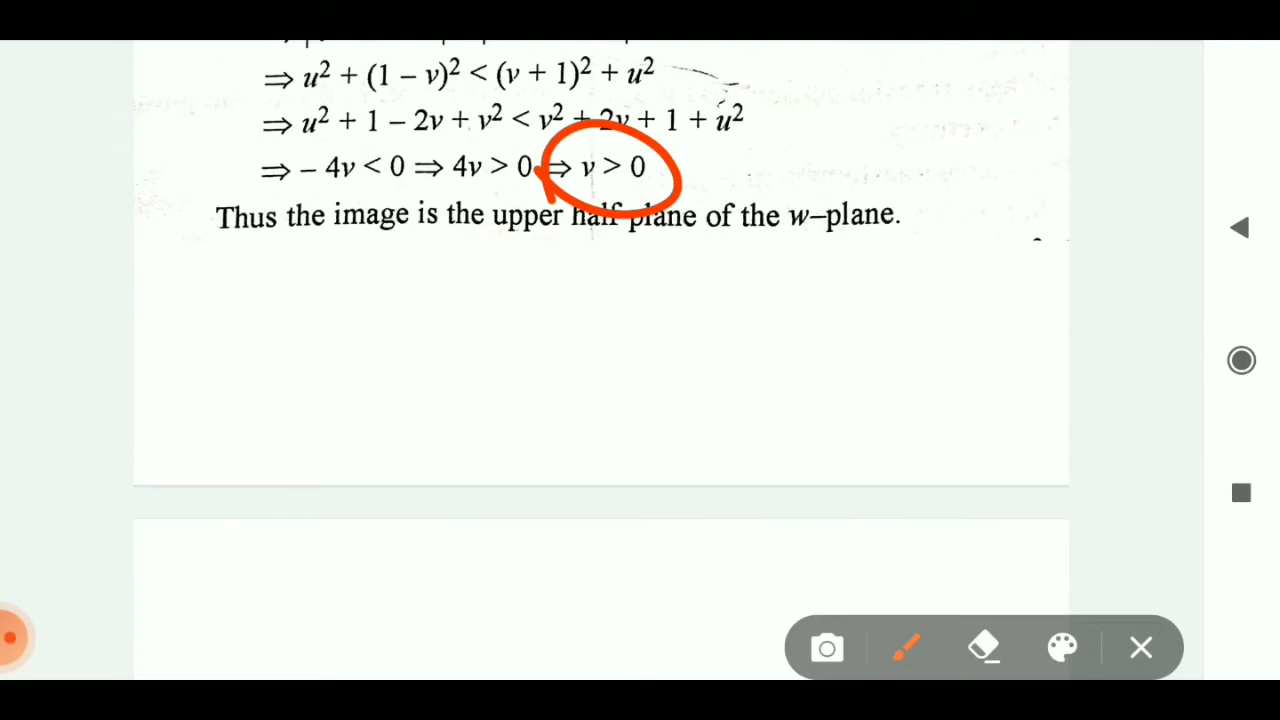 ⇒ u² + (1 – v)² < (v + 1)² + u²
⇒ u² + 1 – 2v + v² < v² + 2v + 1 + u²
⇒ – 4v < 0 ⇒ 4v > 0 ⇒ v > 0
Thus the image is the upper half plane of the w–plane.